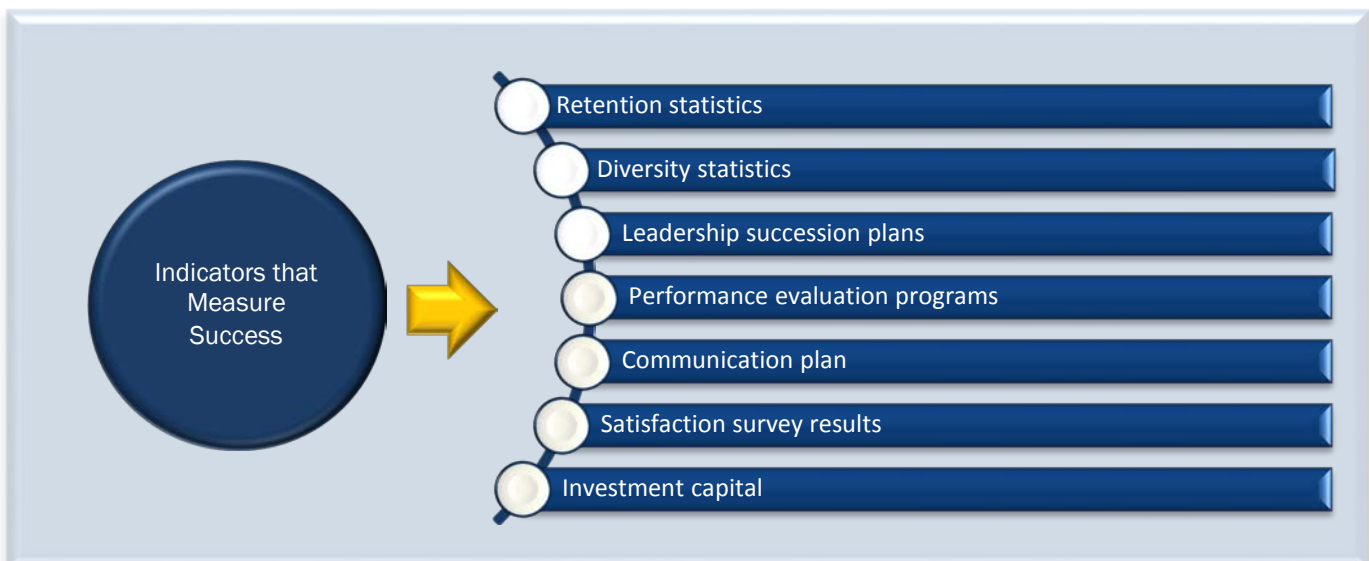 Indicators that
Measure
Success
Retention statistics
Diversity statistics
Leadership succession plans
Performance evaluation programs
Communication plan
Satisfaction survey results
Investment capital